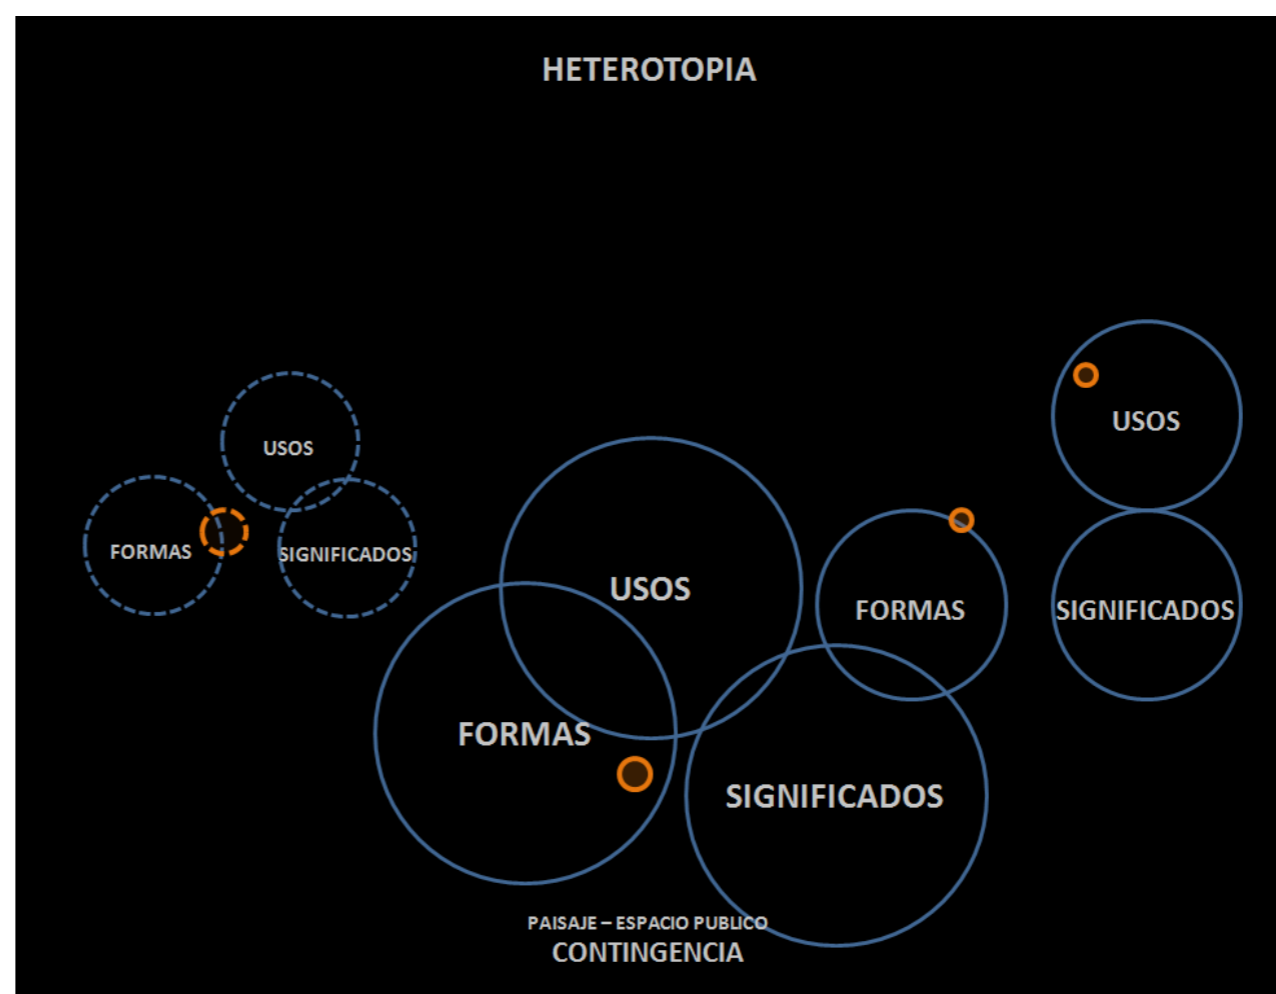 HETEROTOPIA
USOS
FORMAS
SIGNIFICADOS
USOS
FORMAS
SIGNIFICADOS
FORMAS
USOS
SIGNIFICADOS
PAISAJE – ESPACIO PUBLICO
CONTINGENCIA